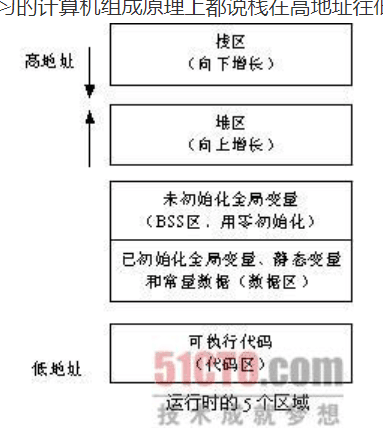 习的计算机组成原理上都说栈在高地址往低
高地址
栈区
(向下增长)
堆区
(向上增长)
未初始化全局变量
(BSS区，用零初始化)
已初始化全局变量、静态变量
和常量数据(数据区)
可执行代码
(代码区)
低地址
51CTO.com
运行时的5个区域
技术成就梦想